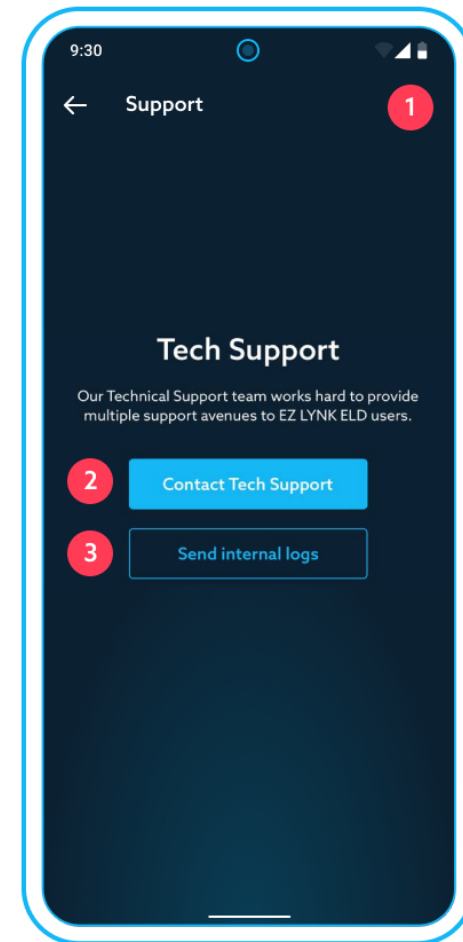 9:30
Support
1
Tech Support
Our Technical Support team works hard to provide
multiple support avenues to EZ LYNK ELD users.
2
Contact Tech Support
3
Send internal logs